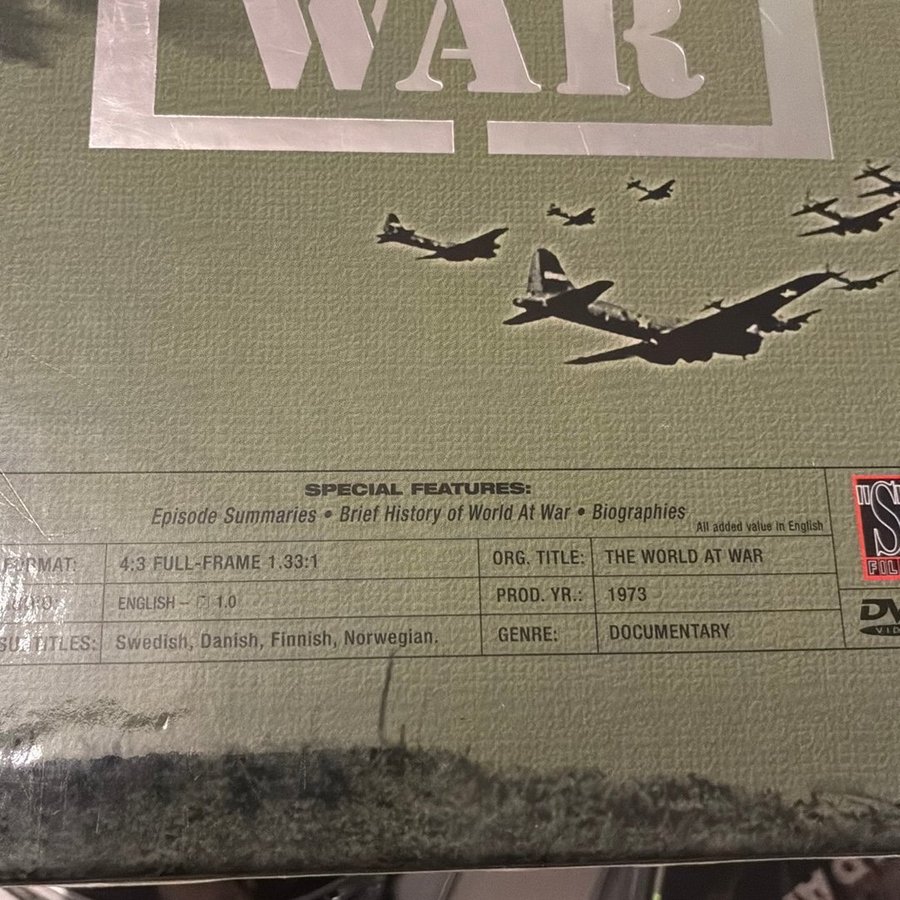 WAR
SPECIAL FEATURES:
Episode Summaries • Brief History of World At War • Biographies
All added value in English
FORMAT: 4:3 FULL-FRAME 1.33:1 ORG. TITLE: THE WORLD AT WAR
ENGLISH – 1.0 PROD. YR.: 1973
SUBTITLES: Swedish, Danish, Finnish, Norwegian. GENRE: DOCUMENTARY
"S"